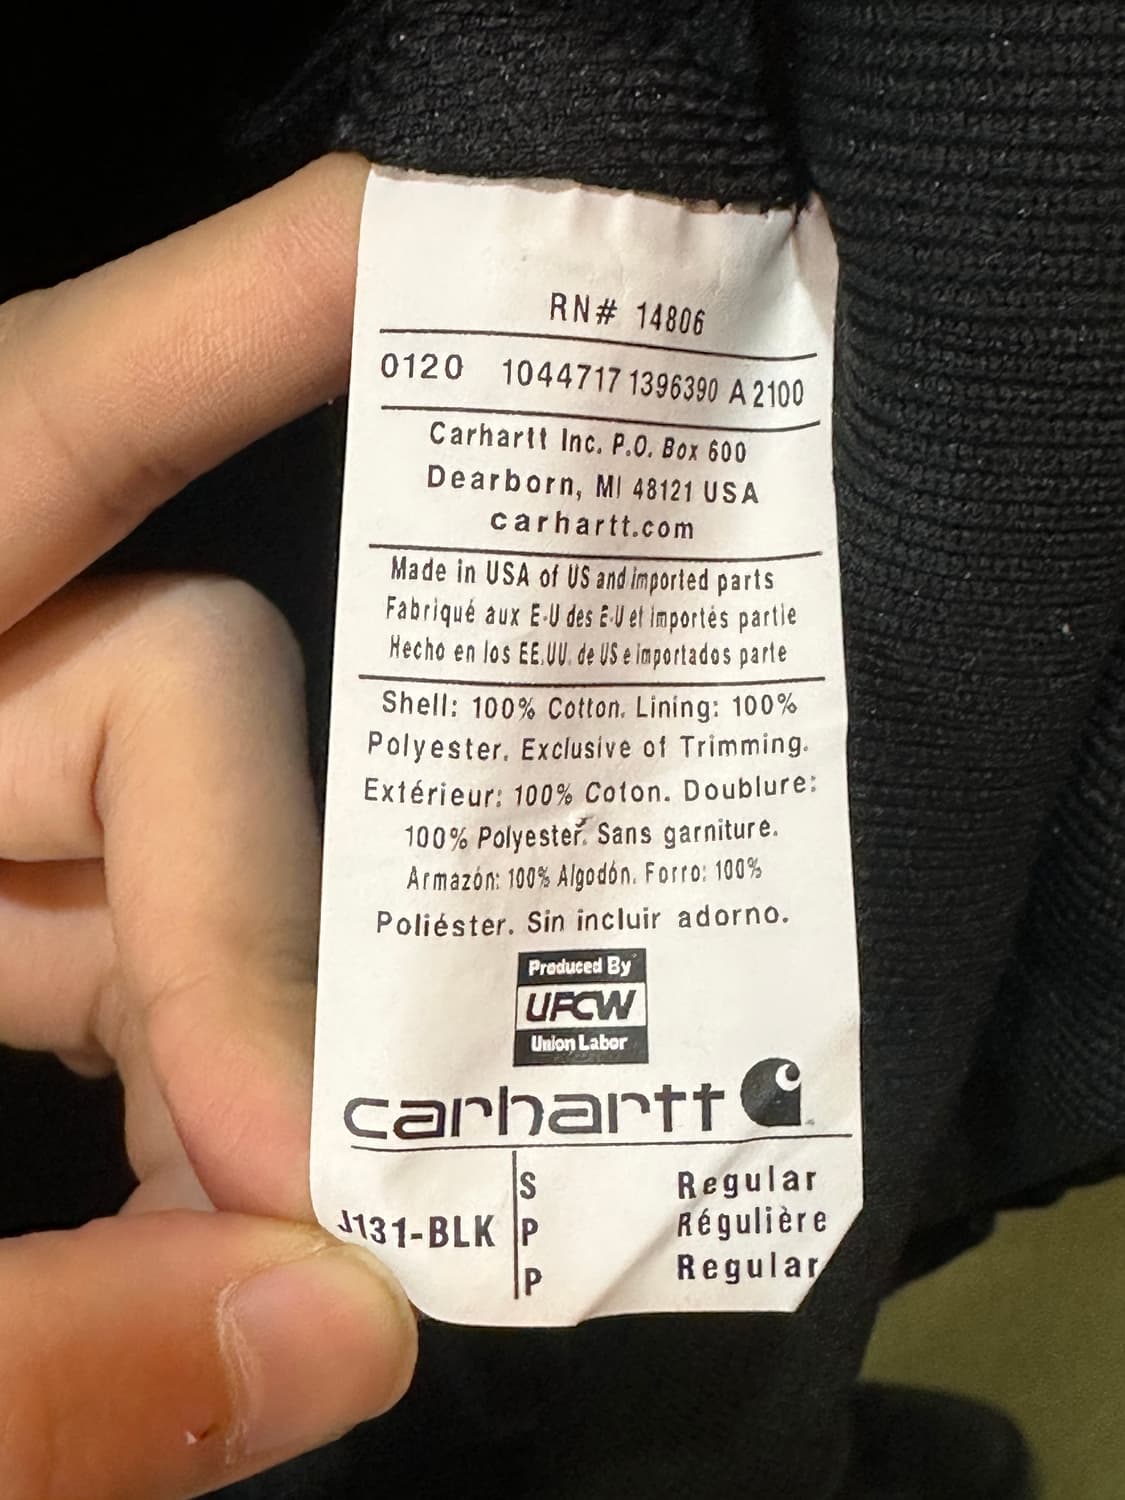 RN# 14806
0120 1044717 1396390 A 2100
Carhartt Inc. P.O. Box 600
Dearborn, MI 48121 USA
carhartt.com
Made in USA of US and imported parts
Fabriqué aux E-U des E-U et importés partie
Hecho en los EE.UU. de US e importados parte
Shell: 100% Cotton. Lining: 100%
Polyester. Exclusive of Trimming.
Extérieur: 100% Coton. Doublure:
100% Polyester. Sans garniture.
Armazón: 100% Algodón. Forro: 100%
Poliéster. Sin incluir adorno.
Produced By
UFCW
Union Labor
carhartt
S Regular
J131-BLK P Régulière
P Regular